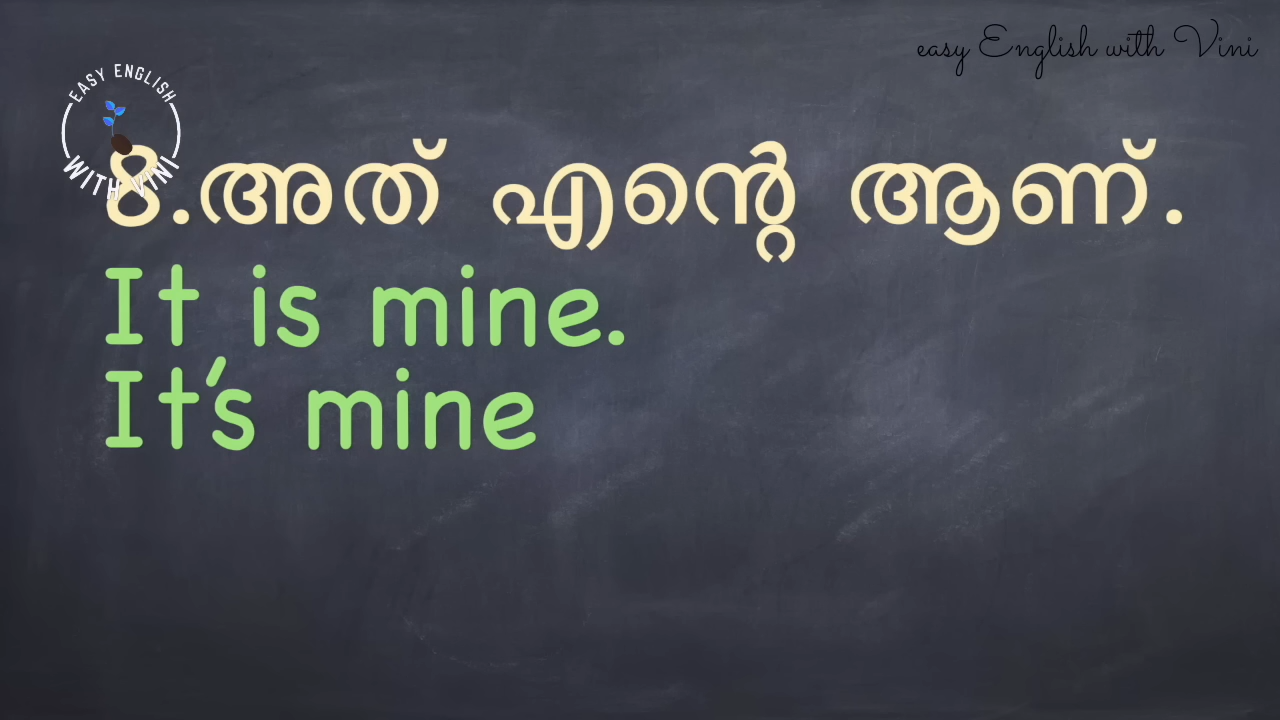 easy English with Vini
EASY ENGLISH
WITH VINI
8.അത് എന്റെ ആണ്.
It is mine.
It's mine